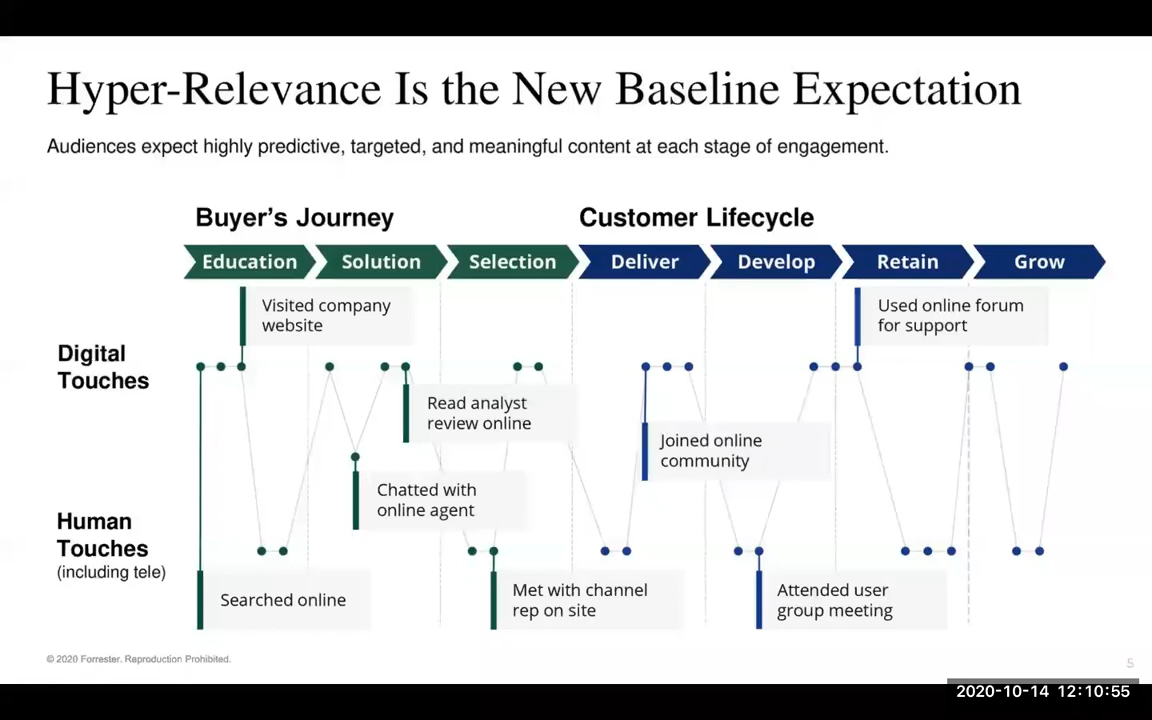 Hyper-Relevance Is the New Baseline Expectation
Audiences expect highly predictive, targeted, and meaningful content at each stage of engagement.
Buyer’s Journey
Customer Lifecycle
Education
Solution
Selection
Deliver
Develop
Retain
Grow
Visited company
website
Used online forum
for support
Digital
Touches
Read analyst
review online
Joined online
community
Chatted with
online agent
Human
Touches
(including tele)
Searched online
Met with channel
rep on site
Attended user
group meeting
© 2020 Forrester. Reproduction Prohibited.
5
2020-10-14 12:10:55